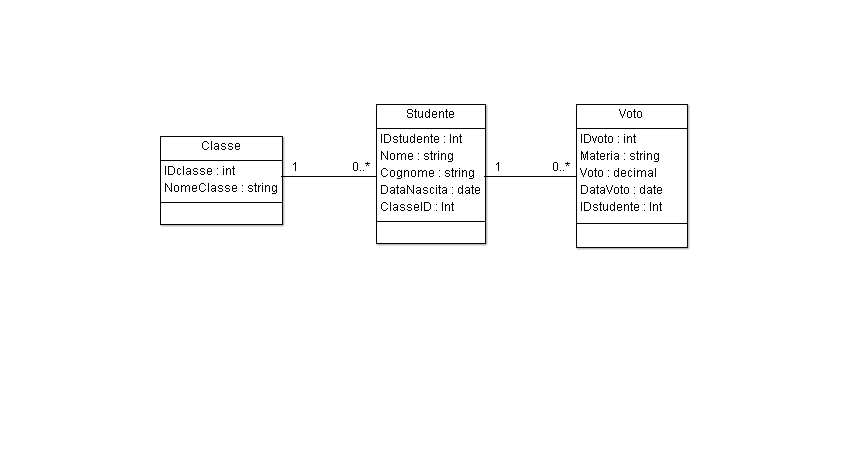 Classe
IDclasse : int
NomeClasse : string
1
0..*
Studente
IDstudente : Int
Nome : string
Cognome : string
DataNascita : date
ClasseID : Int
1
0..*
Voto
IDvoto : int
Materia : string
Voto : decimal
DataVoto : date
IDstudente : Int